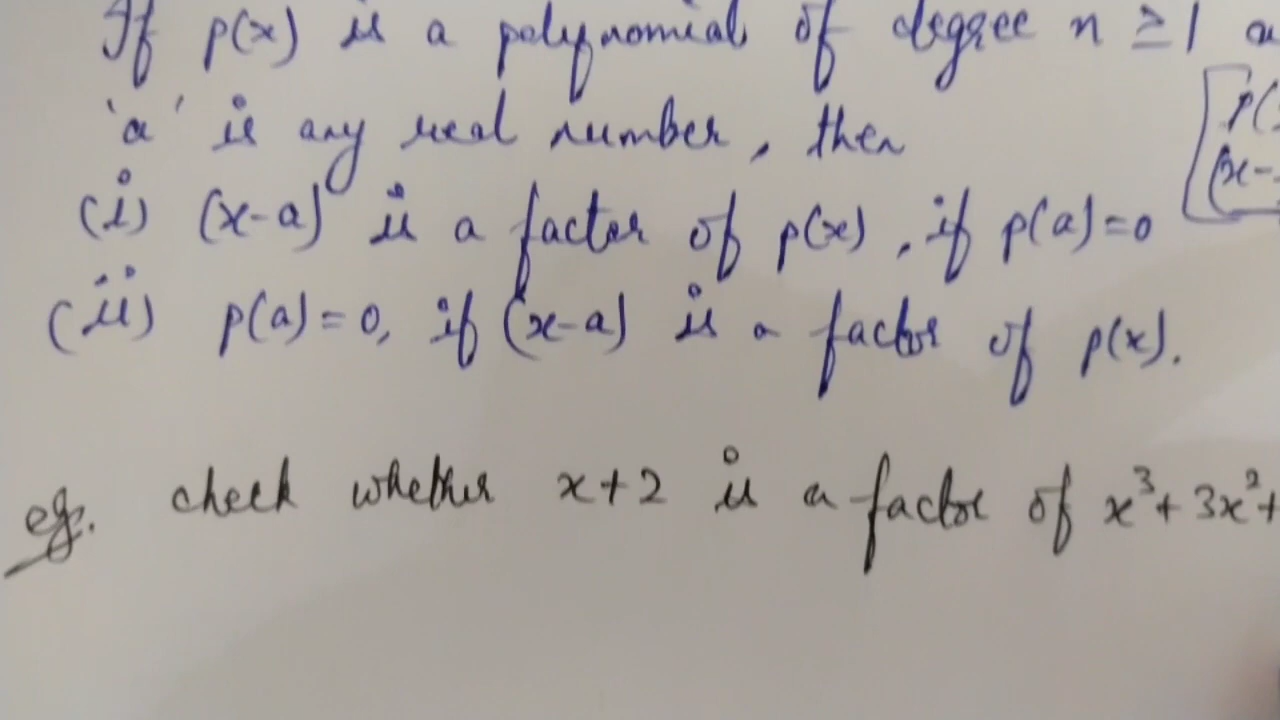 If p(x) is a polynomial of degree n ≥ 1
'a' is any real number, then
(i) (x-a) is a factor of p(x), if p(a)=0
(ii) p(a)=0, if (x-a) is a factor of p(x).
p(
(x-
eg. check whether x+2 is a factor of x³+3x²+